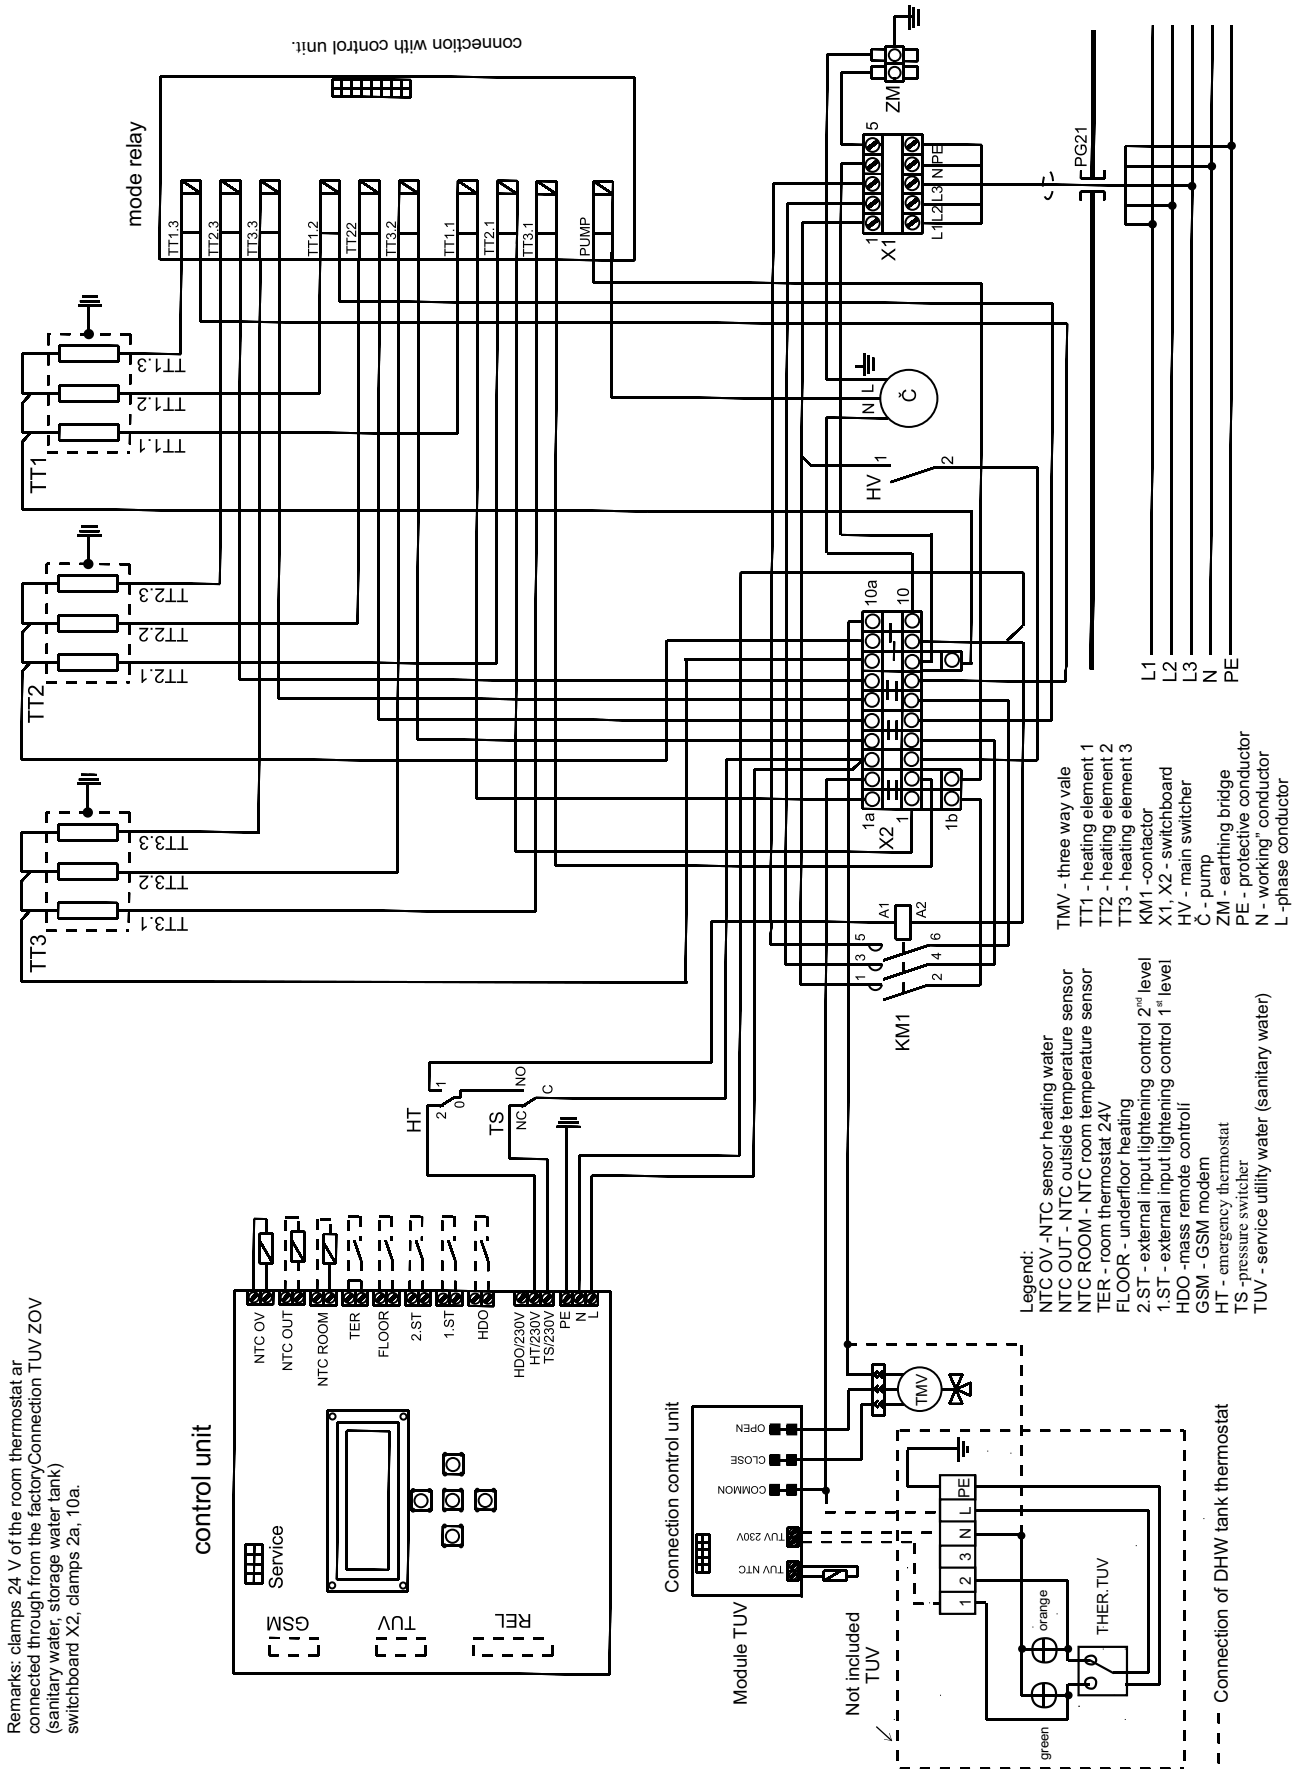 Remarks: clamps 24 V of the room thermostat ar
connected through from the factoryConnection TUV ZOV
(sanitary water, storage water tank)
switchboard X2, clamps 2a, 10a.
control unit
Service
GSM
TUV
REL
NTC OV
NTC OUT
NTC ROOM
TER
FLOOR
2.ST
1.ST
HDO
HDO/230V
HT/230V
TS/230V
PE
N
L
HT
2
1
0
TS
NC
NO
C
TT3
TT3.1
TT3.2
TT3.3
TT2
TT2.1
TT2.2
TT2.3
TT1
TT1.1
TT1.2
TT1.3
mode relay
connection with control unit.
TT1.3
TT2.3
TT3.3
TT1.2
TT22
TT3.2
TT1.1
TT2.1
TT3.1
PUMP
Connection control unit
Module TUV
TUV NTC
TUV 230V
COMMON
CLOSE
OPEN
TMV
Not included
TUV
1
2
3
N
L
PE
green
orange
THER.TUV
Connection of DHW tank thermostat
KM1
1
3
5
2
4
6
A1
A2
X2
1a
10a
1
10
1b
HV
1
2
N
L
Č
X1
1
5
L1
L2
L3
N
PE
ZM
PG21
L1
L2
L3
N
PE
Legend:
NTC OV -NTC sensor heating water
NTC OUT - NTC outside temperature sensor
NTC ROOM - NTC room temperature sensor
TER - room thermostat 24V
FLOOR - underfloor heating
2.ST - external input lightening control 2nd level
1.ST - external input lightening control 1st level
HDO -mass remote controlí
GSM - GSM modem
HT - emergency thermostat
TS -pressure switcher
TUV - service utility water (sanitary water)
TMV - three way vale
TT1 - heating element 1
TT2 - heating element 2
TT3 - heating element 3
KM1 -contactor
X1, X2 - switchboard
HV - main switcher
Č - pump
ZM - earthing bridge
PE - protective conductor
N - working" conductor
L -phase conductor